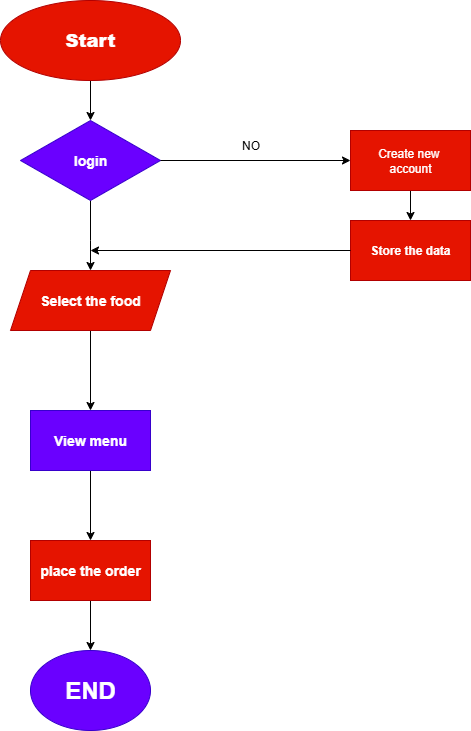 Start
login
NO
Create new
account
Store the data
Select the food
View menu
place the order
END